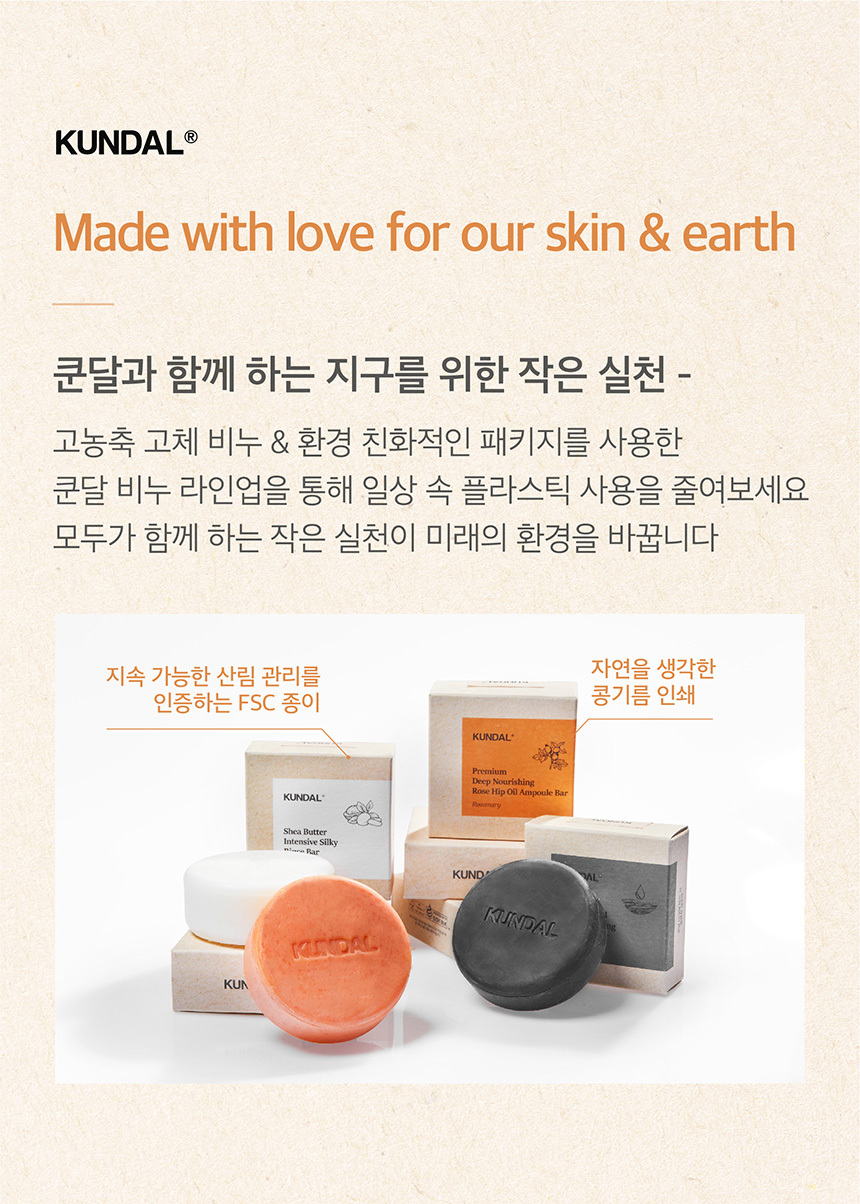 KUNDAL®
Made with love for our skin & earth
쿤달과 함께 하는 지구를 위한 작은 실천 -
고농축 고체 비누 & 환경 친화적인 패키지를 사용한
쿤달 비누 라인업을 통해 일상 속 플라스틱 사용을 줄여보세요
모두가 함께 하는 작은 실천이 미래의 환경을 바꿉니다
지속 가능한 산림 관리를
인증하는 FSC 종이
자연을 생각한
콩기름 인쇄
KUNDAL®
Premium
Deep Nourishing
Rose Hip Oil Ampoule Bar
Rosemary
KUNDAL®
Shea Butter
Intensive Silky
Rinse Bar
KUNDA
DAL
KUNDAL
KUNDAL
KUN